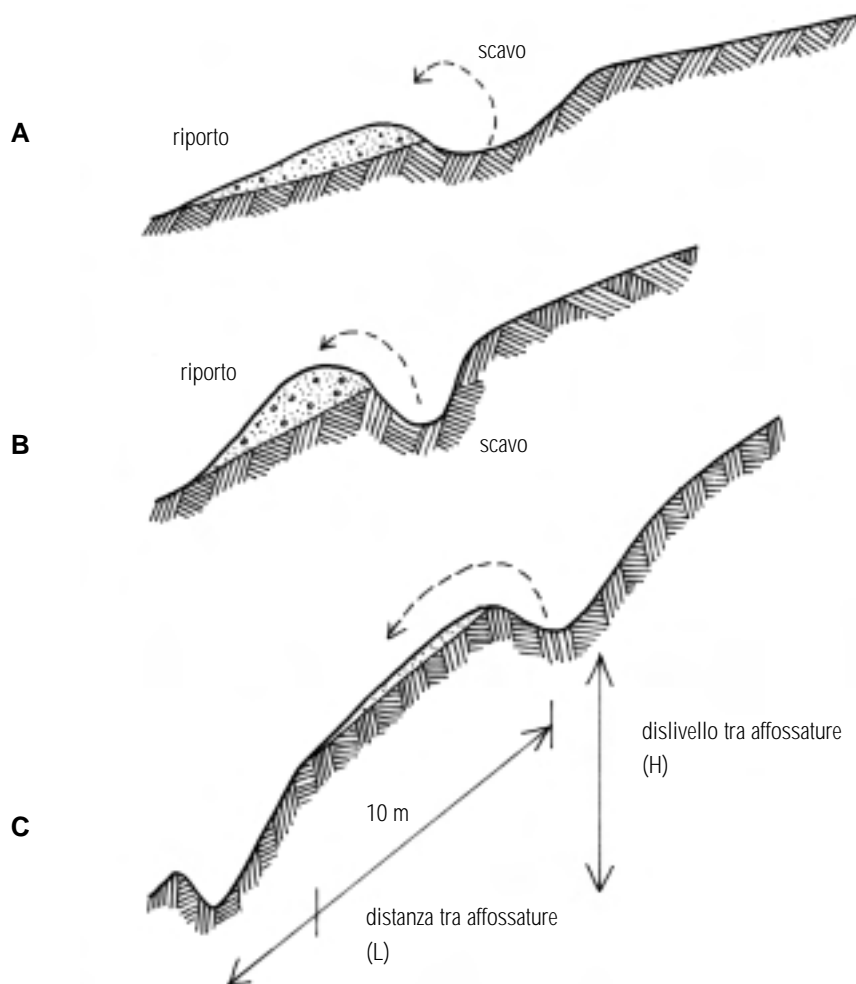 scavo
A
riporto
riporto
B
scavo
dislivello tra affossature
(H)
10 m
C
distanza tra affossature
(L)